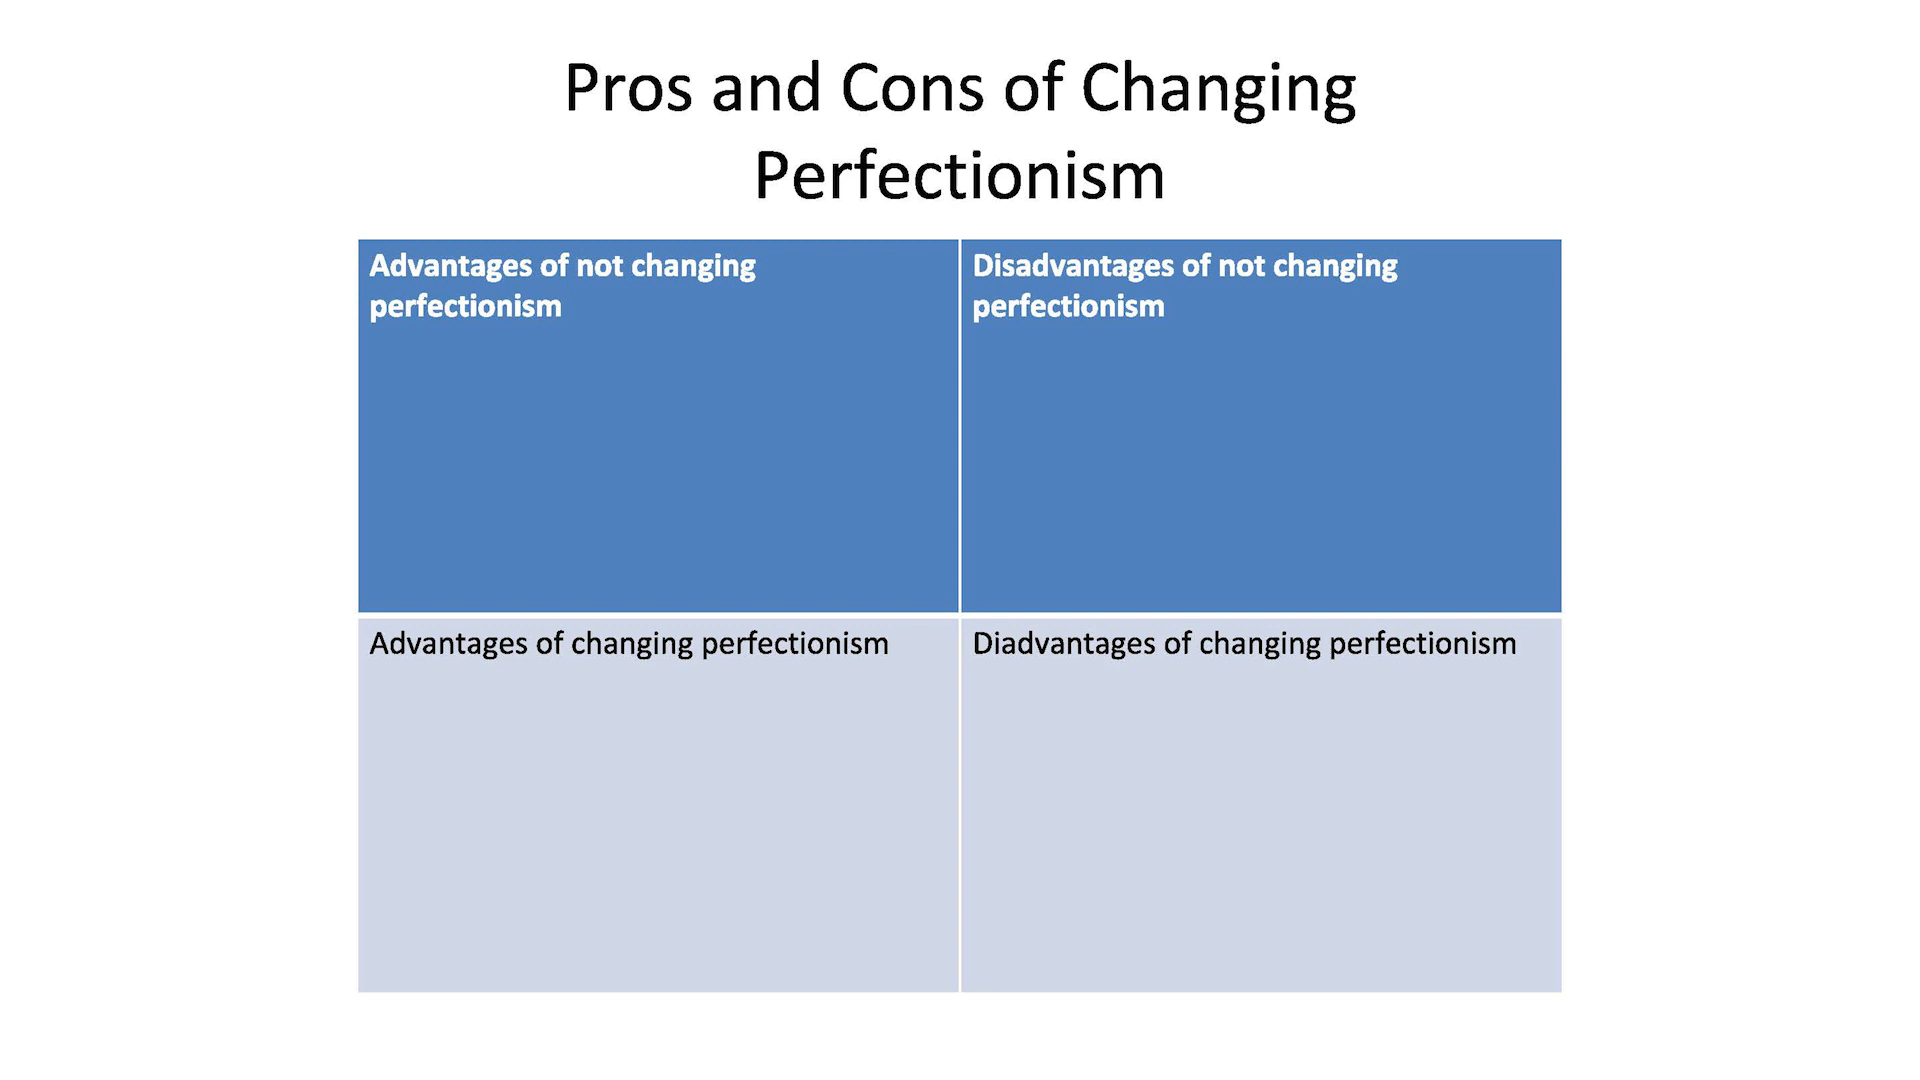 Pros and Cons of Changing
Perfectionism
Advantages of not changing
perfectionism
Disadvantages of not changing
perfectionism
Advantages of changing perfectionism
Diadvantages of changing perfectionism